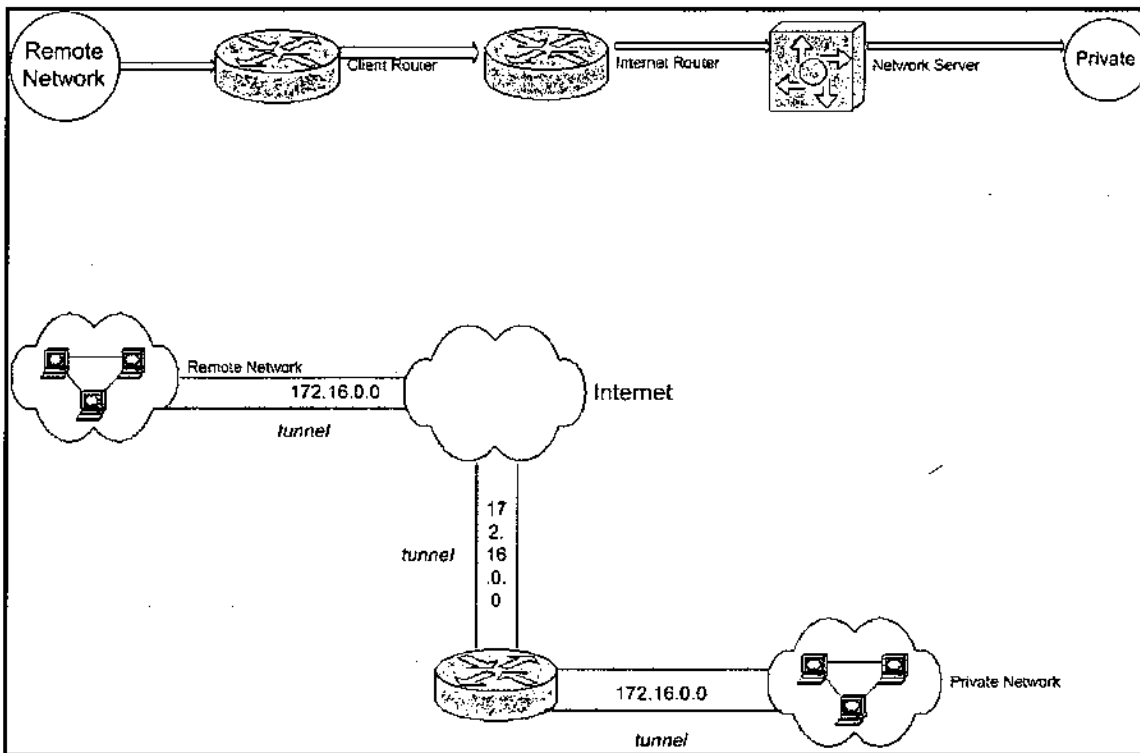 Remote
Network
Client Router
Internet Router
Network Server
Private
Remote Network
172.16.0.0
tunnel
Internet
tunnel
17
2.
16
.0.
0
172.16.0.0
tunnel
Private Network